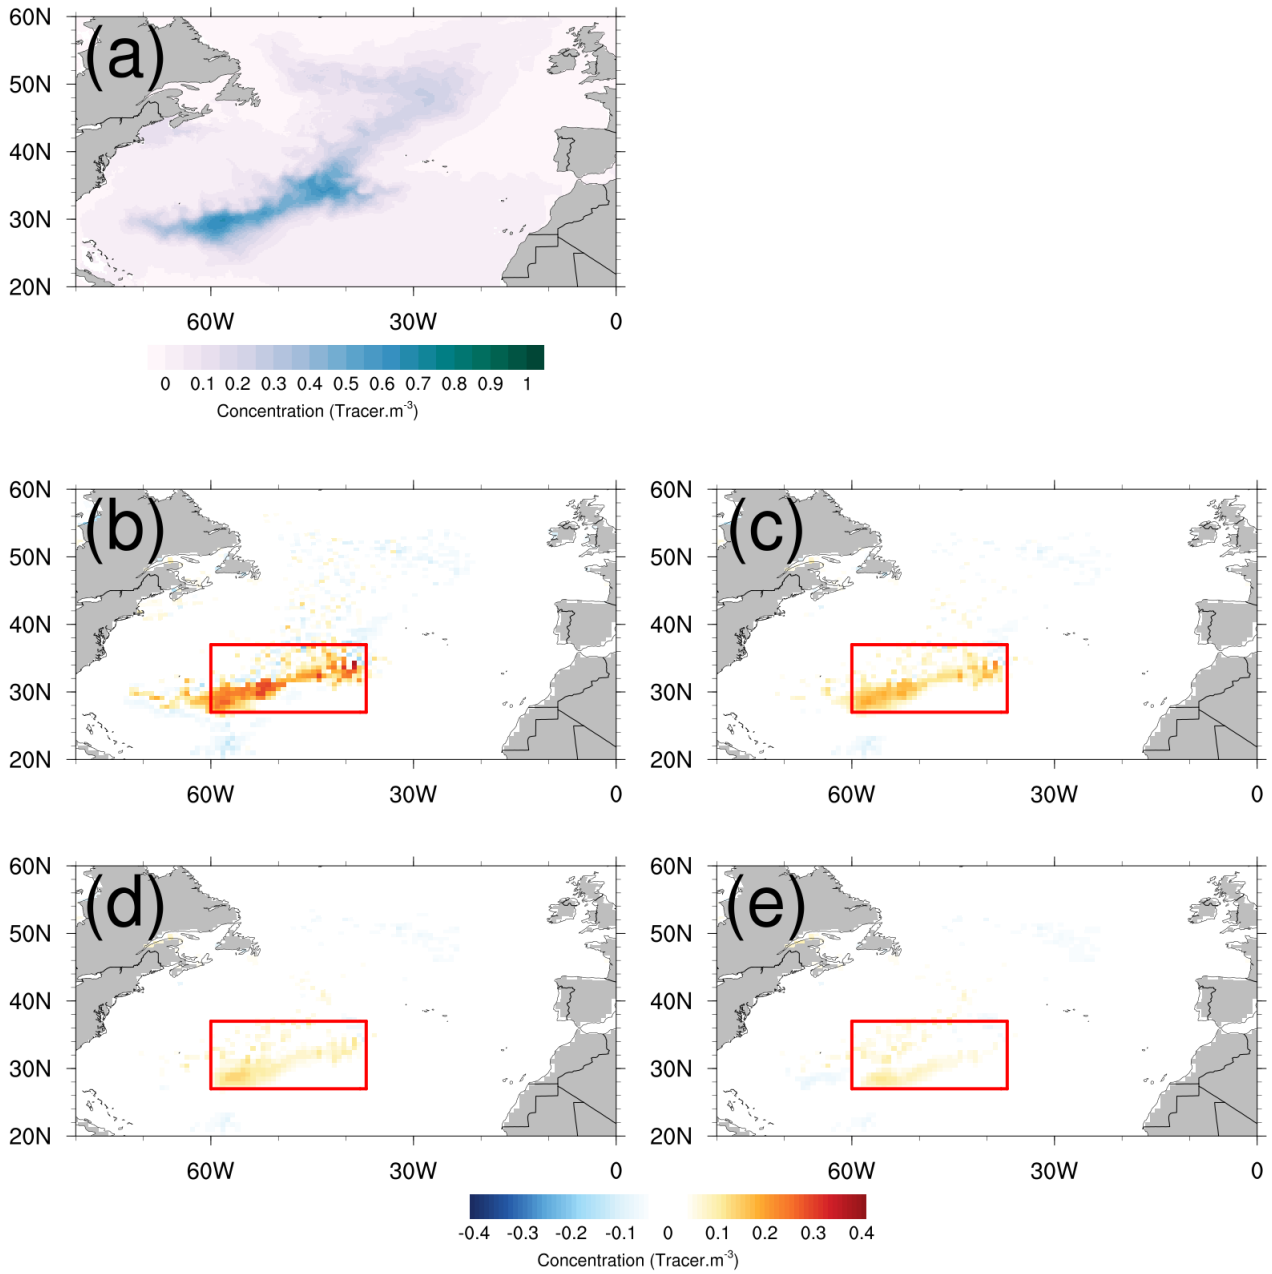 (a)
60N
50N
40N
30N
20N
60W 30W 0
0 0.1 0.2 0.3 0.4 0.5 0.6 0.7 0.8 0.9 1
Concentration (Tracer.m-3)
(b)
60N
50N
40N
30N
20N
60W 30W 0
(c)
60N
50N
40N
30N
20N
60W 30W 0
(d)
60N
50N
40N
30N
20N
60W 30W 0
(e)
60N
50N
40N
30N
20N
60W 30W 0
-0.4 -0.3 -0.2 -0.1 0 0.1 0.2 0.3 0.4
Concentration (Tracer.m-3)